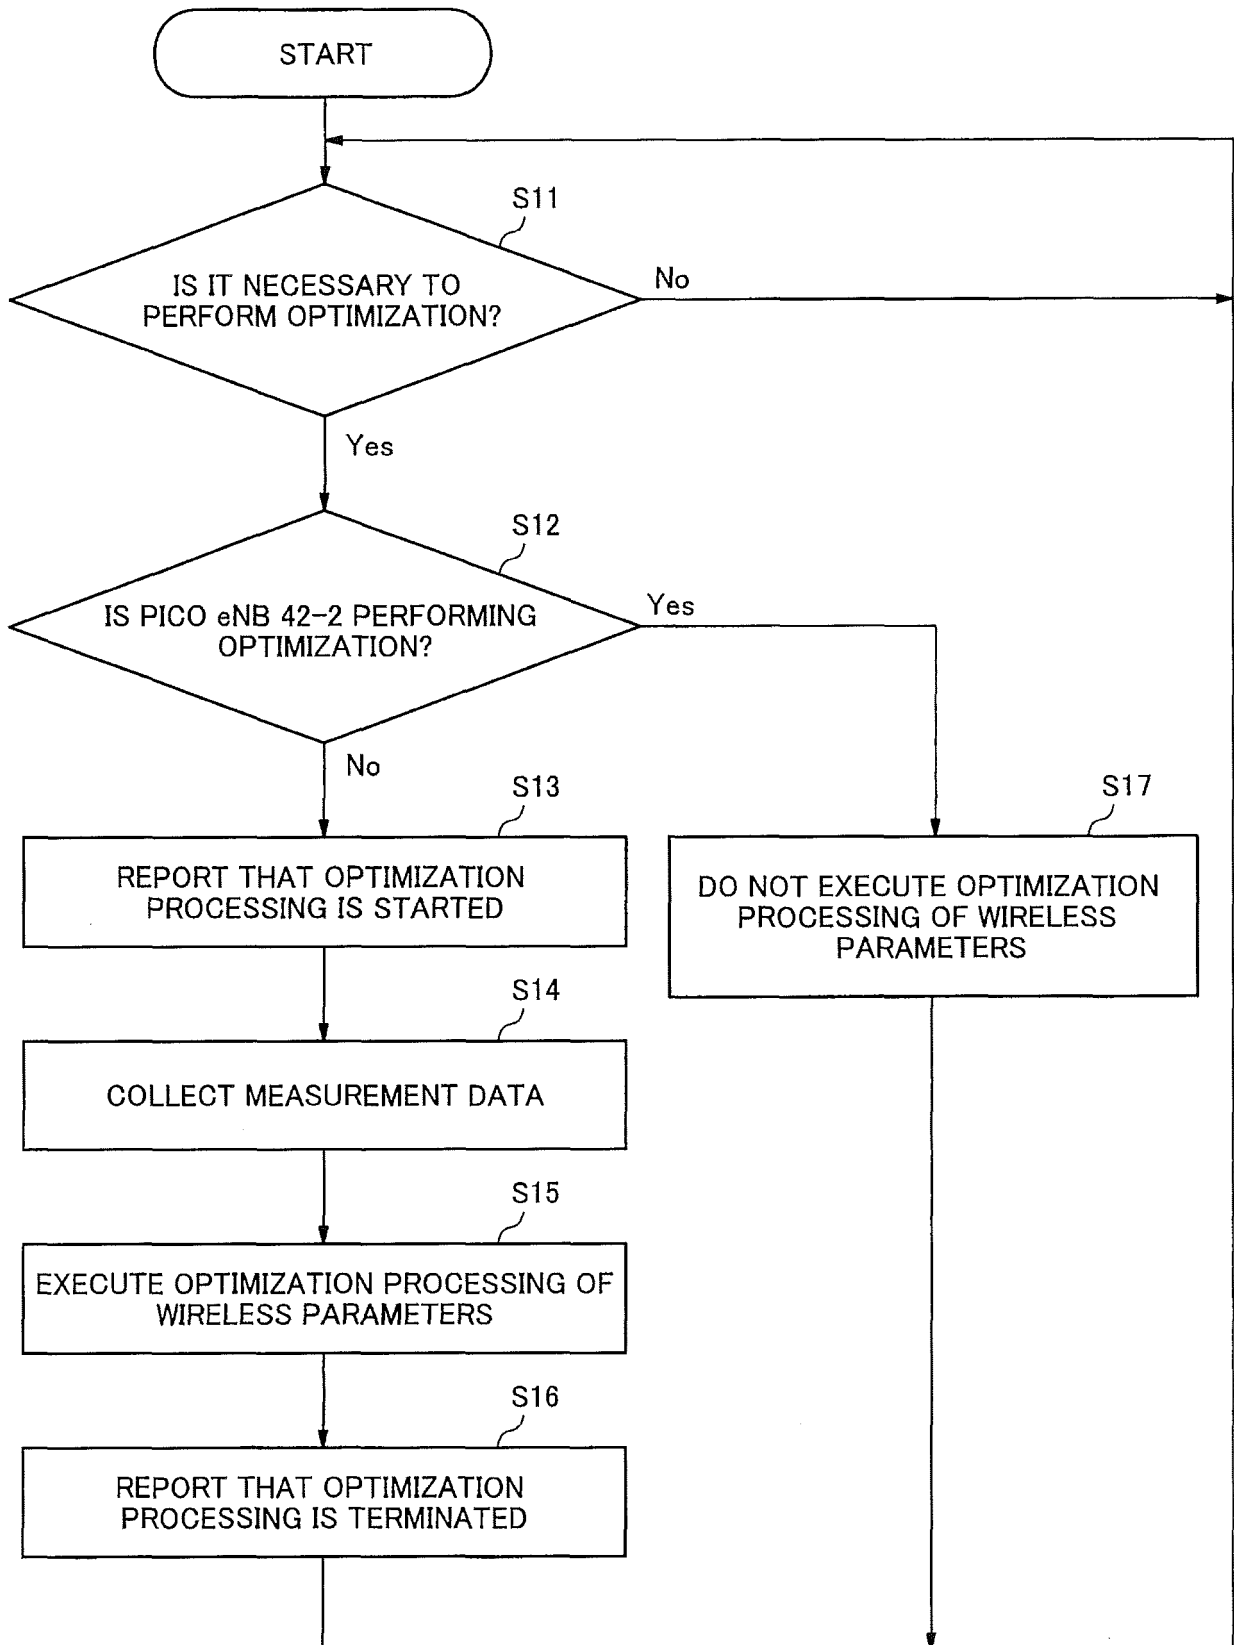 START
S11
IS IT NECESSARY TO
PERFORM OPTIMIZATION?
No
Yes
S12
IS PICO eNB 42-2 PERFORMING
OPTIMIZATION?
Yes
No
S13
REPORT THAT OPTIMIZATION
PROCESSING IS STARTED
S17
DO NOT EXECUTE OPTIMIZATION
PROCESSING OF WIRELESS
PARAMETERS
S14
COLLECT MEASUREMENT DATA
S15
EXECUTE OPTIMIZATION PROCESSING OF
WIRELESS PARAMETERS
S16
REPORT THAT OPTIMIZATION
PROCESSING IS TERMINATED